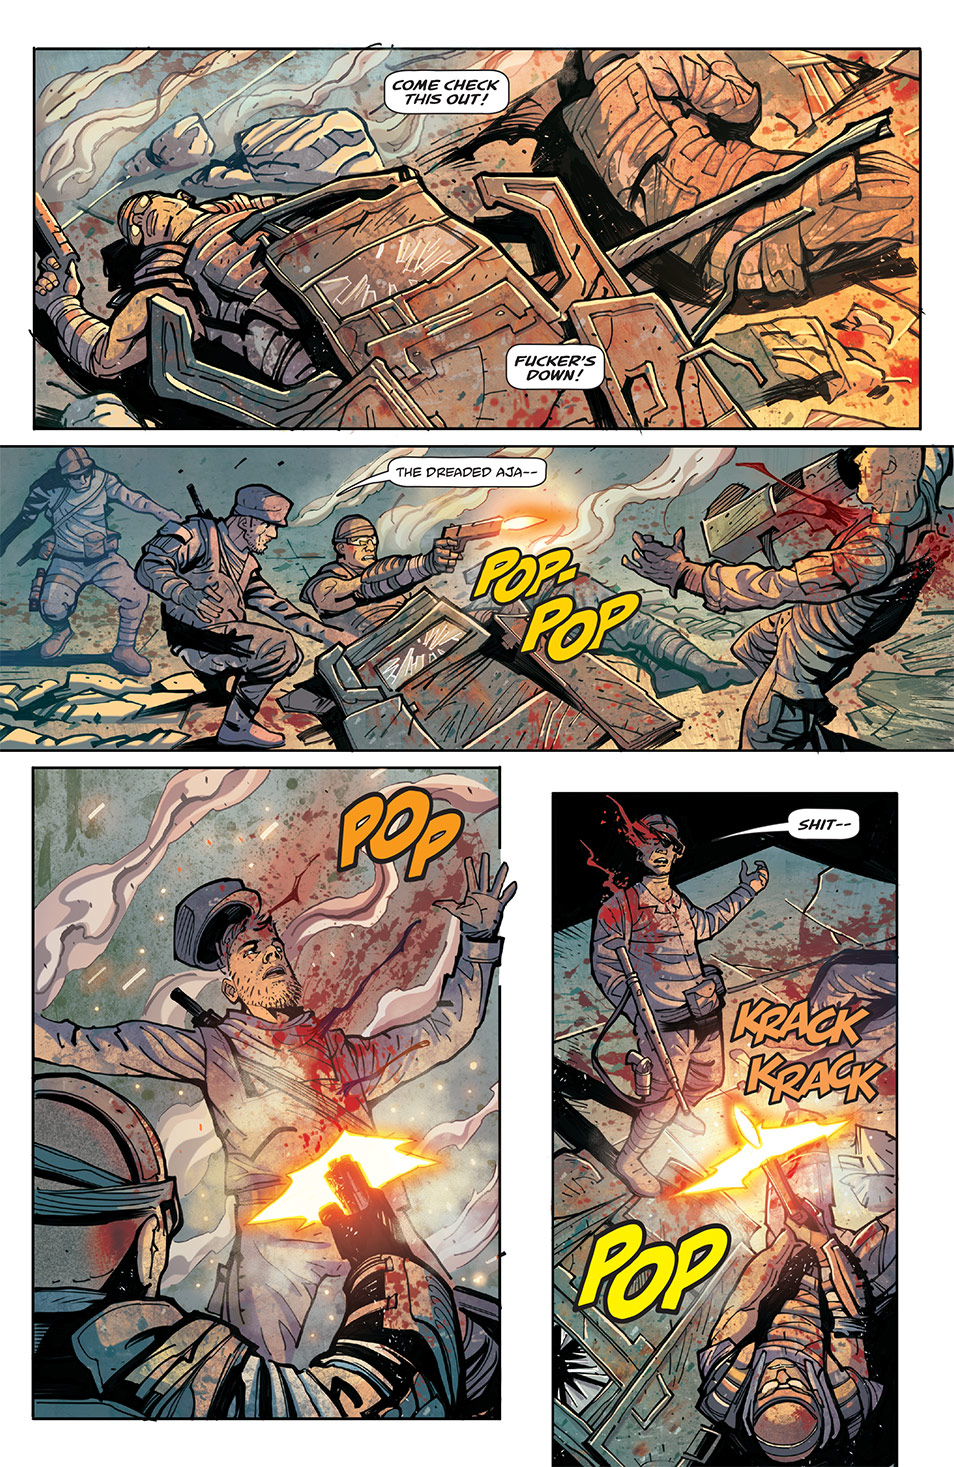 COME CHECK
THIS OUT!
FUCKER'S
DOWN!
THE DREADED AJA--
POP-
POP
POP
SHIT--
KRACK
KRACK
POP